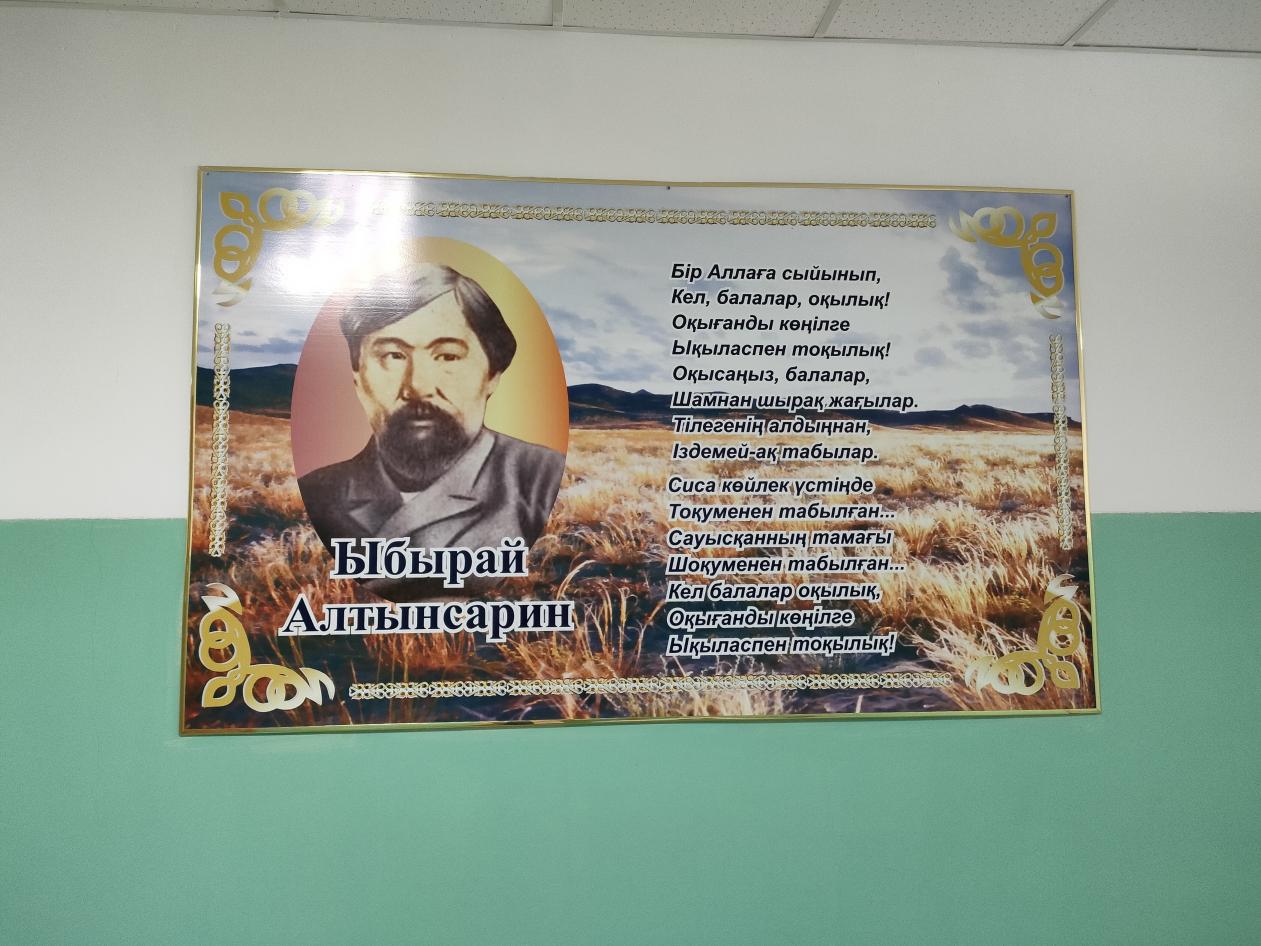 Ыбырай
Алтынсарин
Бір Аллаға сыйынып,
Кел, балалар, оқылық!
Оқығанды көңілге
Ықыласпен тоқылық!
Оқысаңыз, балалар,
Шамнан шырақ жағылар.
Тілегенің алдыңнан,
Іздемей-ақ табылар.
Сиса көйлек үстіңде
Тоқуменен табылған...
Сауысқанның тамағы
Шоқуменен табылған...
Кел балалар оқылық,
Оқығанды көңілге
Ықыласпен тоқылық!